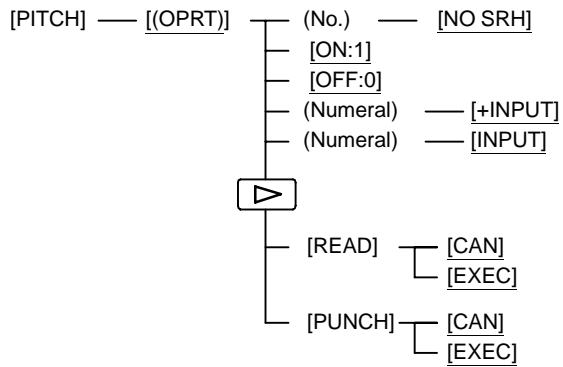 [PITCH] [(OPRT)] (No.) [NO SRH]
[ON:1]
[OFF:0]
(Numeral) [+INPUT]
(Numeral) [INPUT]
[READ] [CAN]
[EXEC]
[PUNCH] [CAN]
[EXEC]